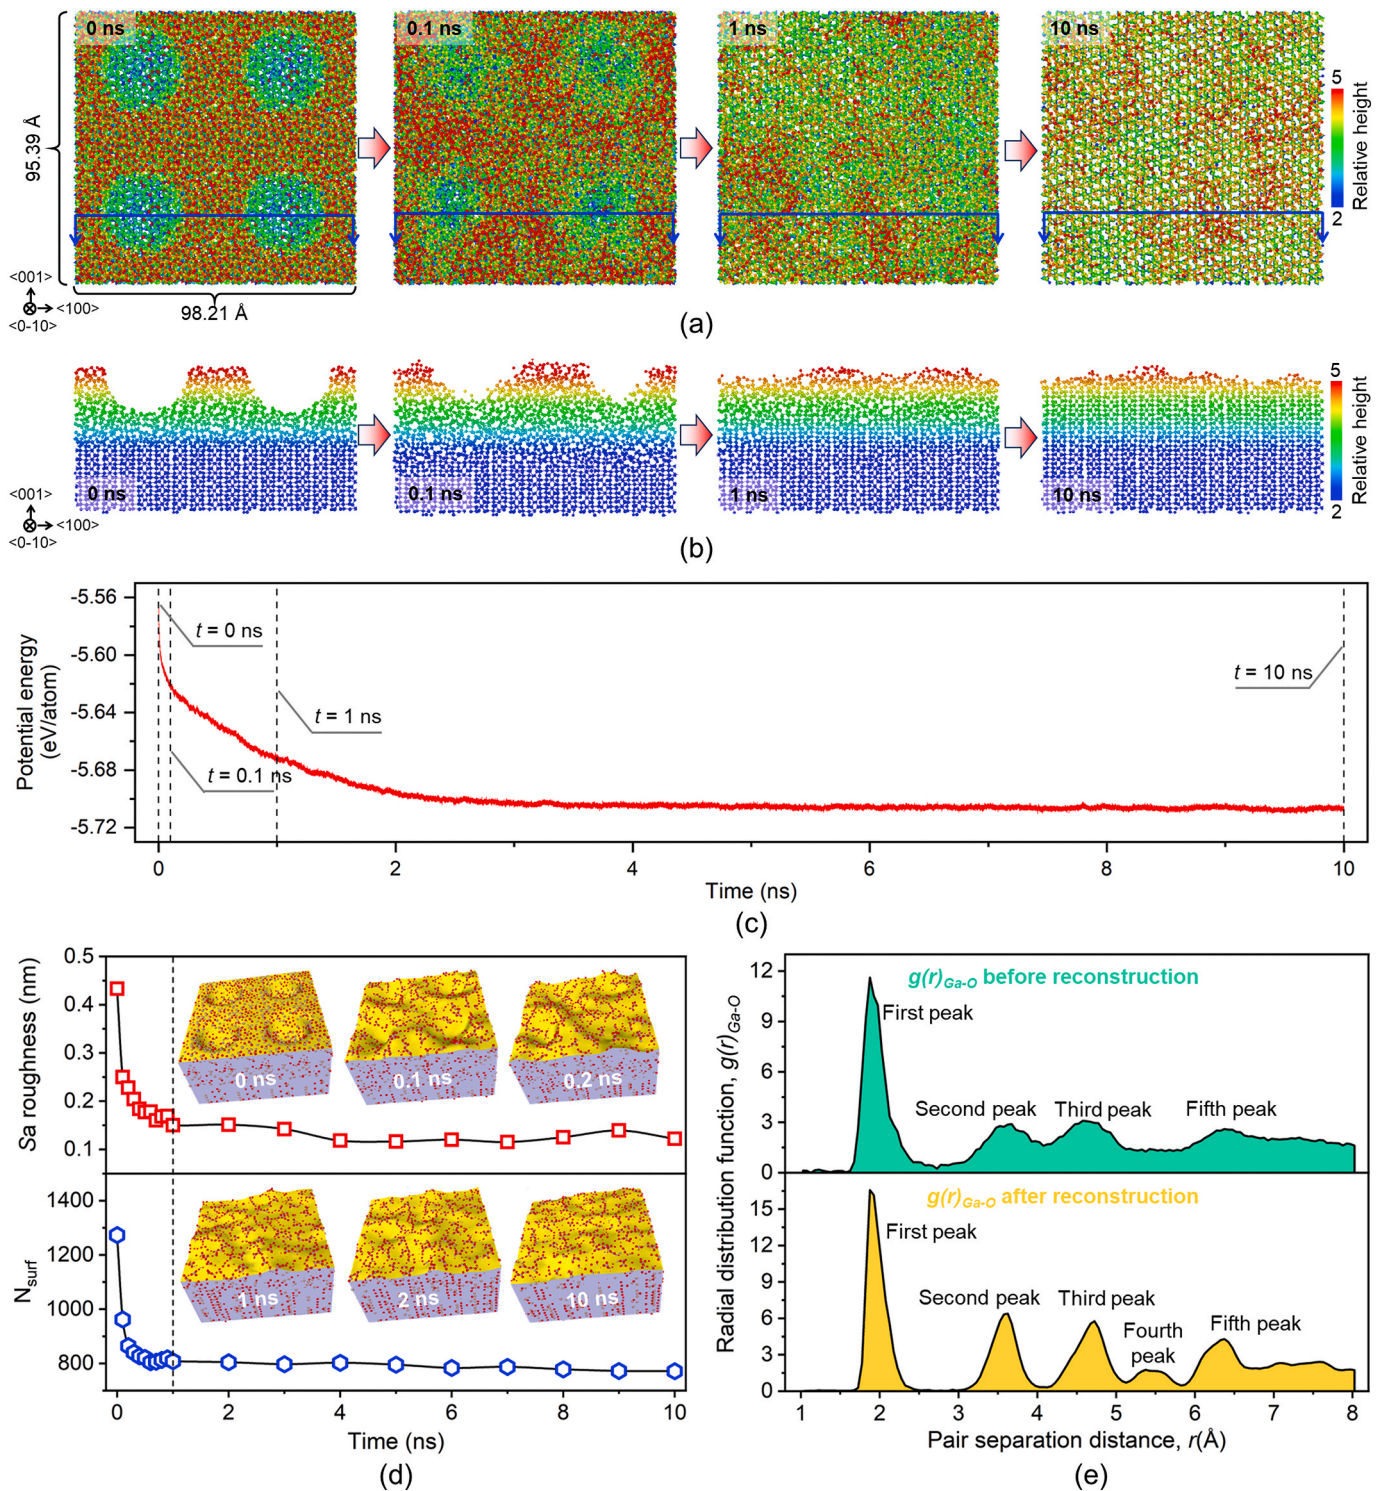 0 ns
0.1 ns
1 ns
10 ns
95.39 Å
5
Relative height
2
<001>
<100>
<0-10>
98.21 Å
(a)
5
Relative height
2
0 ns
0.1 ns
1 ns
10 ns
<001>
<100>
<0-10>
(b)
Potential energy
(eV/atom)
-5.56
-5.60
-5.64
-5.68
-5.72
t = 0 ns
t = 0.1 ns
t = 1 ns
t = 10 ns
0 2 4 6 8 10
Time (ns)
(c)
Sa roughness (nm)
0.5
0.4
0.3
0.2
0.1
0 ns
0.1 ns
0.2 ns
Nsurf
1400
1200
1000
800
1 ns
2 ns
10 ns
0 2 4 6 8 10
Time (ns)
(d)
Radial distribution function, g(r)Ga-O
12
9
6
3
0
g(r)Ga-O before reconstruction
First peak
Second peak
Third peak
Fifth peak
15
12
9
6
3
0
g(r)Ga-O after reconstruction
First peak
Second peak
Third peak
Fourth
peak
Fifth peak
1 2 3 4 5 6 7 8
Pair separation distance, r(Å)
(e)